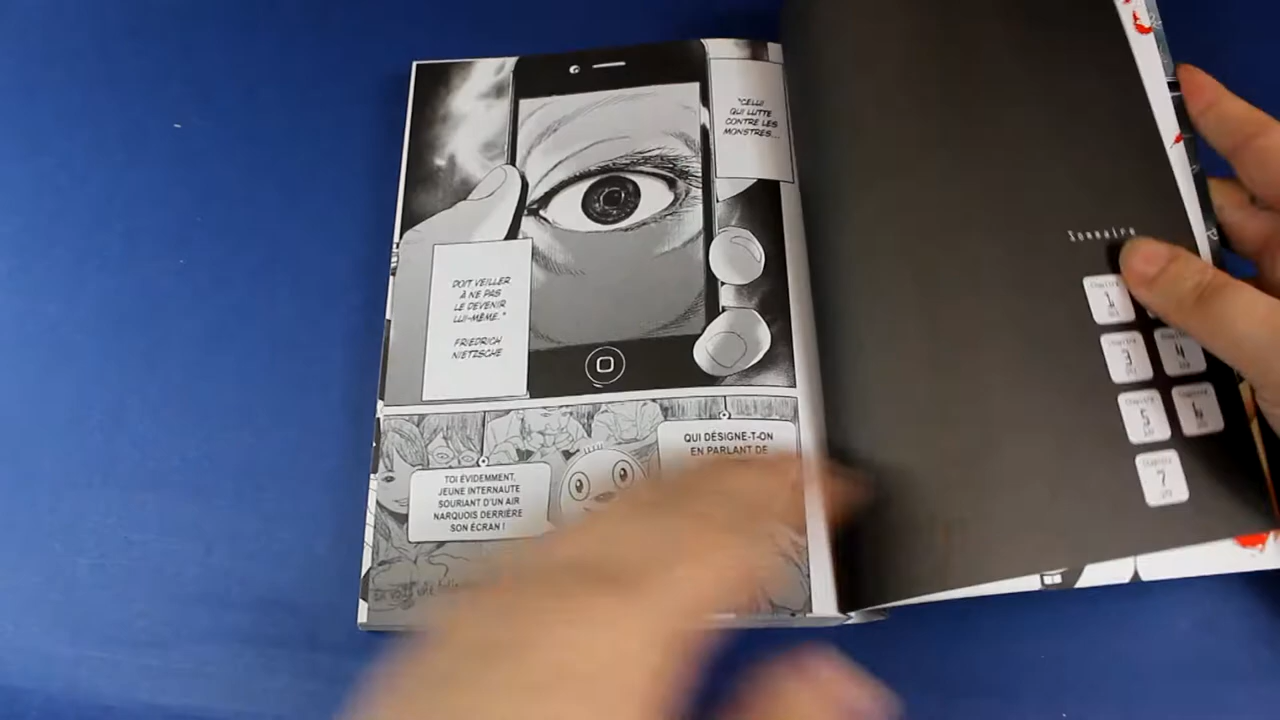 "CELUI
QUI LUTTE
CONTRE LES
MONSTRES...
DOIT VEILLER
À NE PAS
LE DEVENIR
LUI-MÊME."
FRIEDRICH
NIETZSCHE
QUI DÉSIGNE-T-ON
EN PARLANT DE
TOI ÉVIDEMMENT,
JEUNE INTERNAUTE
SOURIANT D'UN AIR
NARQUOIS DERRIÈRE
SON ÉCRAN !
Sommaire
Chapitre
1
3
4
5
6
7